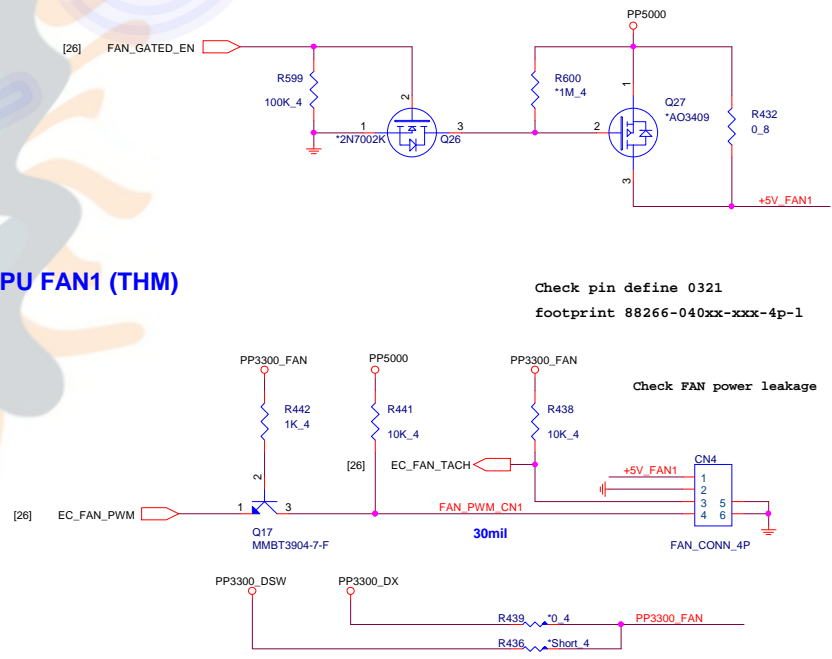 PP5000
[26] FAN_GATED_EN
R599
100K_4
2
1
*2N7002K
3
Q26
R600
*1M_4
1
2
3
Q27
*AO3409
R432
0_8
+5V_FAN1
PU FAN1 (THM)
Check pin define 0321
footprint 88266-040xx-xxx-4p-l
PP3300_FAN
PP5000
PP3300_FAN
Check FAN power leakage
R442
1K_4
R441
10K_4
R438
10K_4
[26] EC_FAN_TACH
CN4
+5V_FAN1
1
2
3 5
4 6
FAN_CONN_4P
2
[26] EC_FAN_PWM
1
3
Q17
MMBT3904-7-F
FAN_PWM_CN1
30mil
PP3300_DSW
PP3300_DX
R439 *0_4
PP3300_FAN
R436 *Short_4